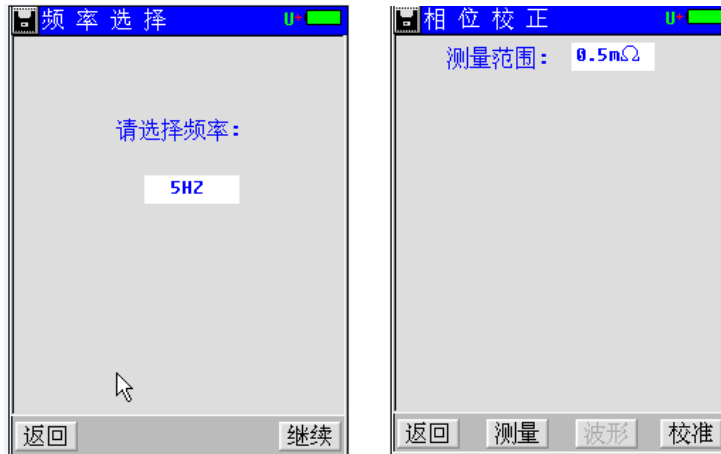 频率选择 U+
请选择频率：
5HZ
返回 继续
相位校正 U+
测量范围： 0.5mΩ
返回 测量 波形 校准